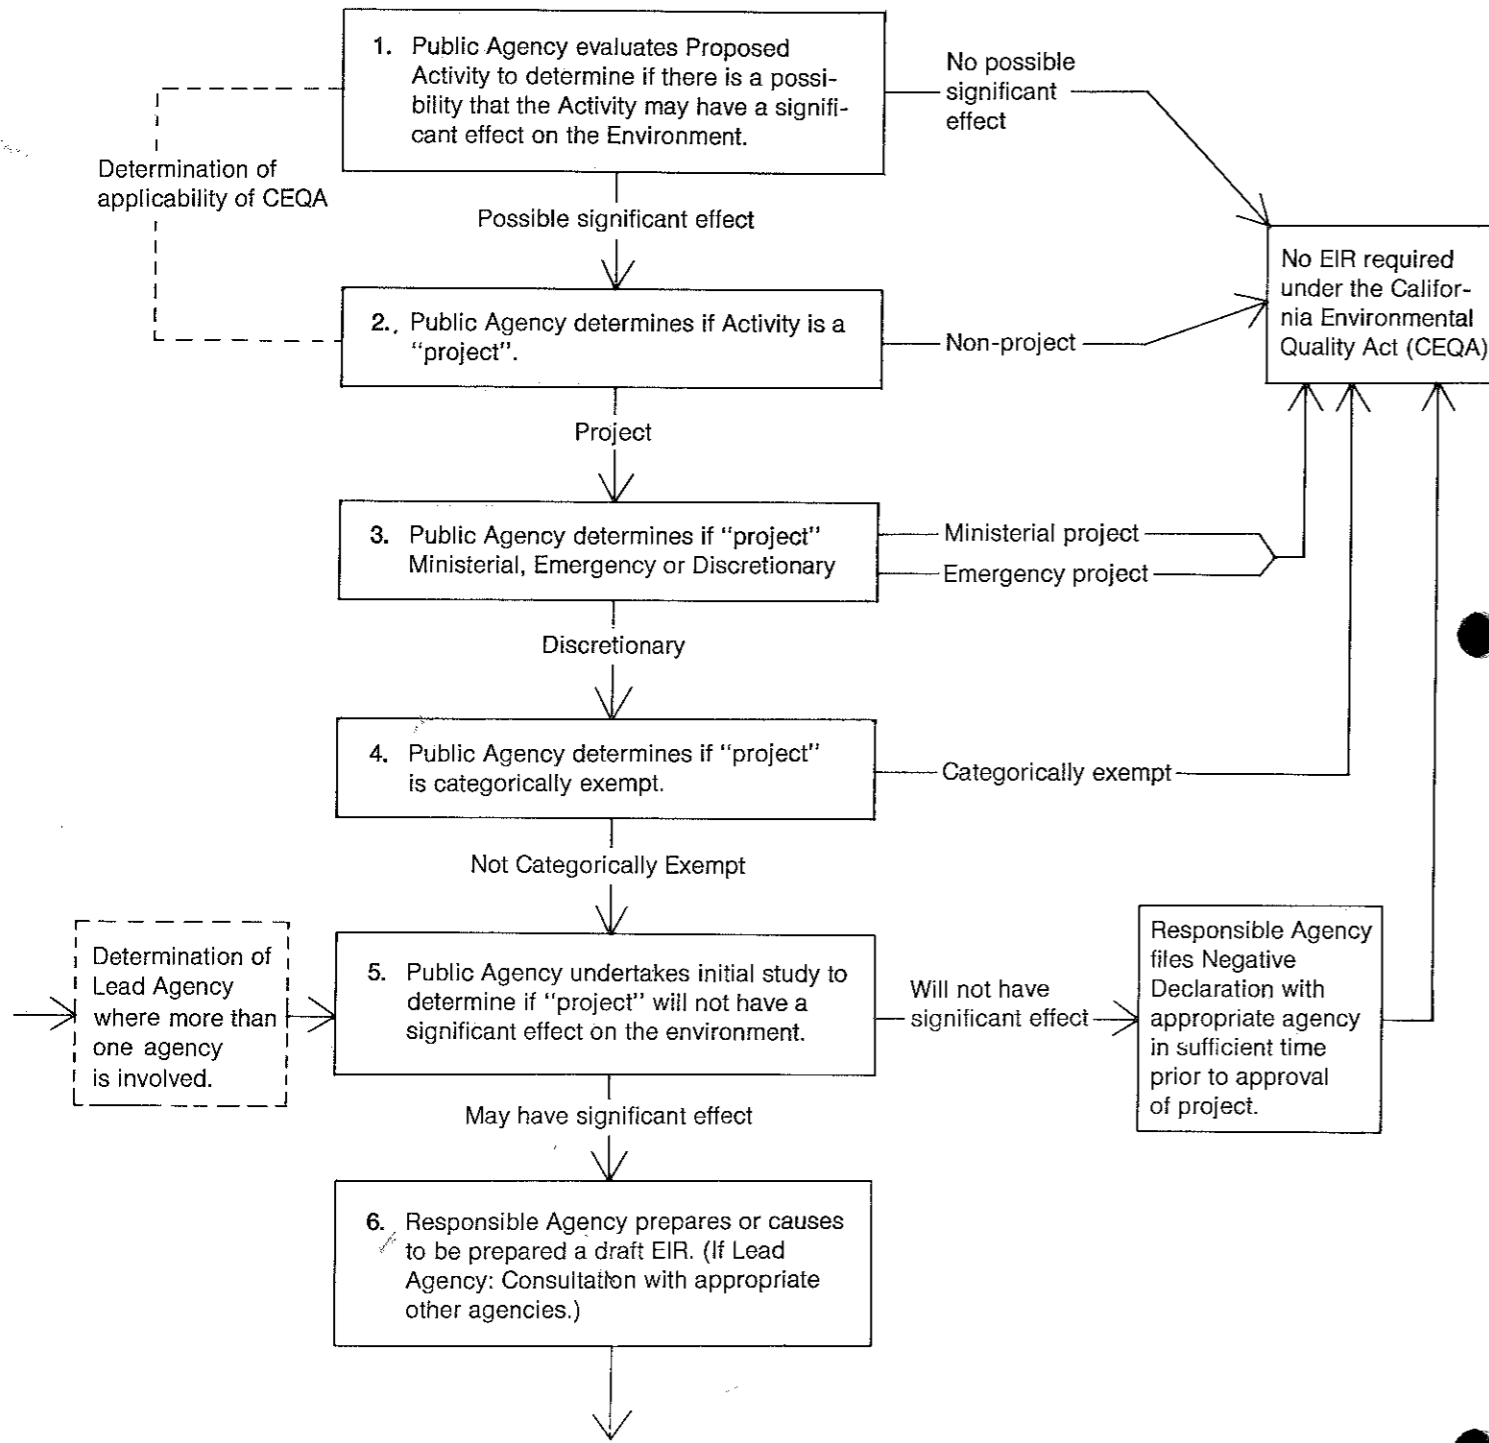 1. Public Agency evaluates Proposed
Activity to determine if there is a possi-
bility that the Activity may have a signifi-
cant effect on the Environment.
No possible
significant
effect
Determination of
applicability of CEQA
Possible significant effect
No EIR required
under the Califor-
nia Environmental
Quality Act (CEQA)
2. Public Agency determines if Activity is a
“project”.
Non-project
Project
3. Public Agency determines if “project”
Ministerial, Emergency or Discretionary
Ministerial project
Emergency project
Discretionary
4. Public Agency determines if “project”
is categorically exempt.
Categorically exempt
Not Categorically Exempt
Determination of
Lead Agency
where more than
one agency
is involved.
5. Public Agency undertakes initial study to
determine if “project” will not have a
significant effect on the environment.
Will not have
significant effect
Responsible Agency
files Negative
Declaration with
appropriate agency
in sufficient time
prior to approval
of project.
May have significant effect
6. Responsible Agency prepares or causes
to be prepared a draft EIR. (If Lead
Agency: Consultation with appropriate
other agencies.)